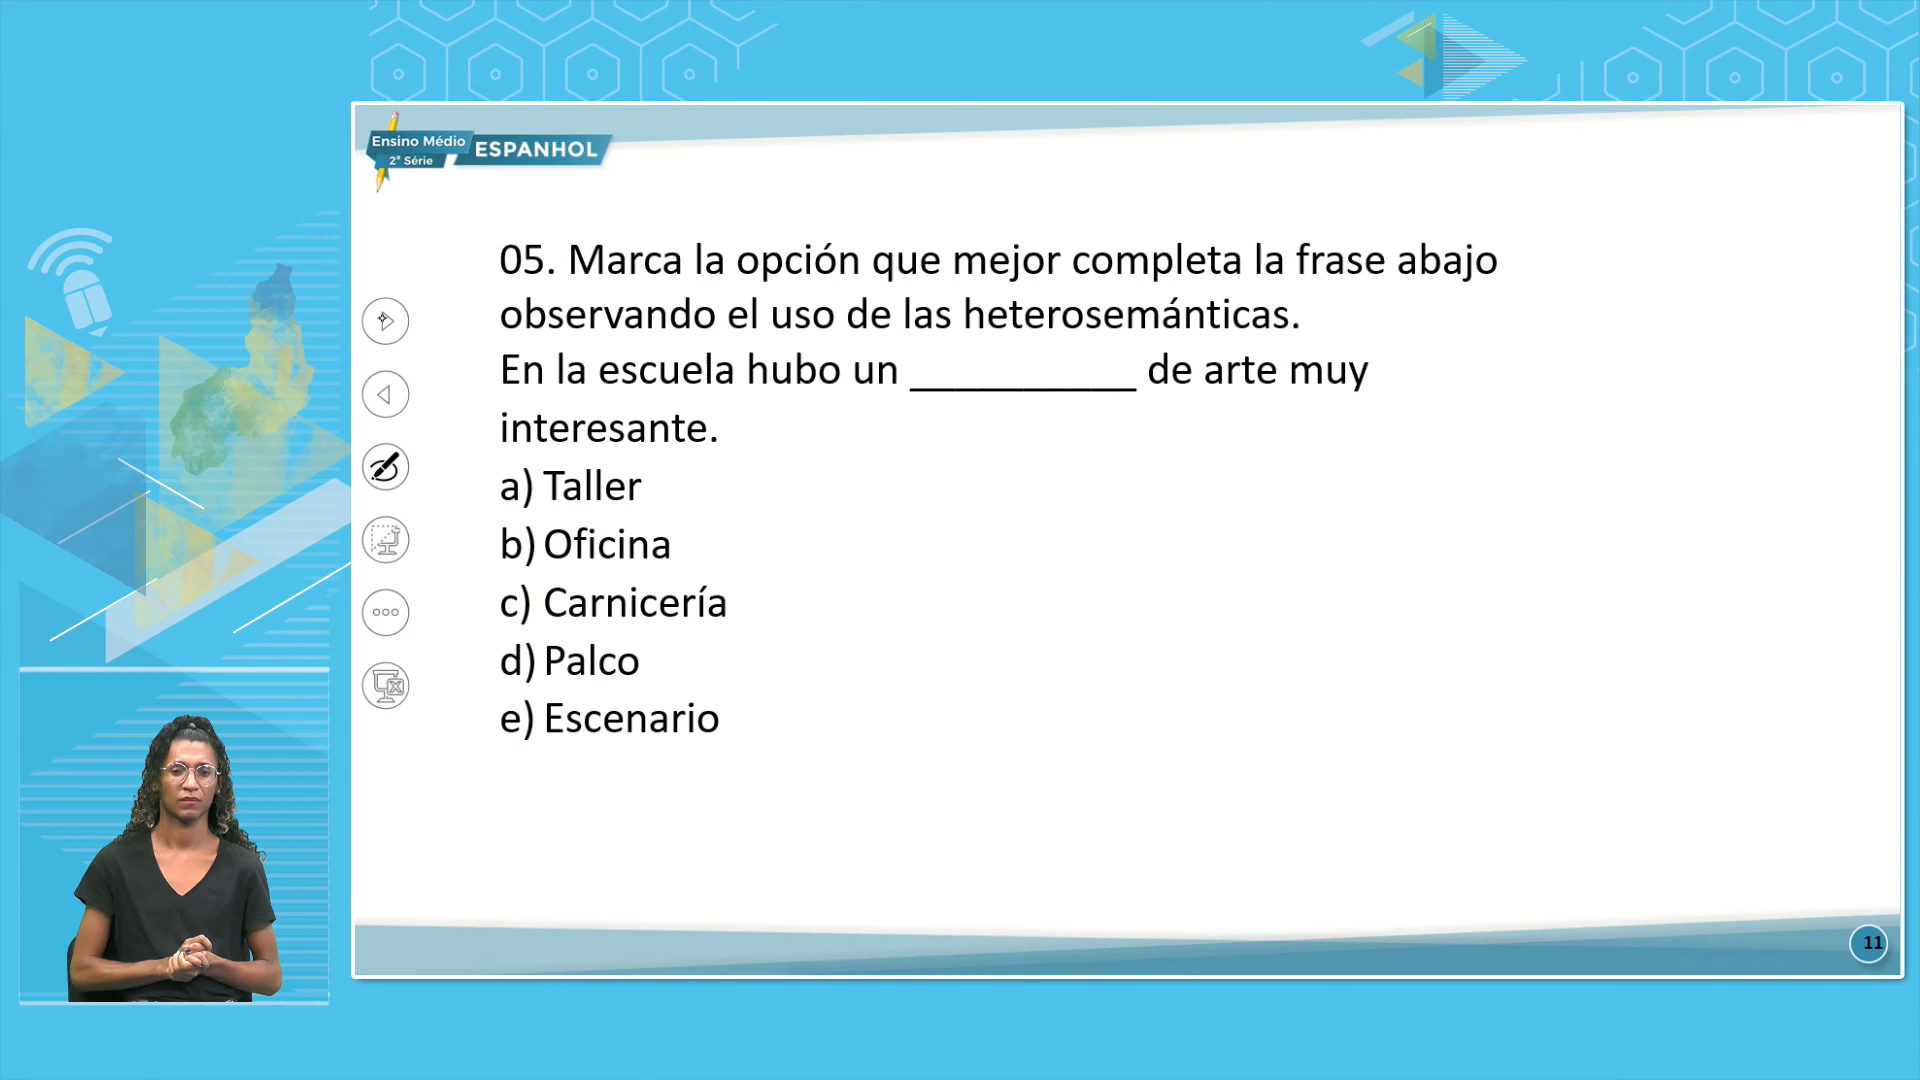 Ensino Médio
2ª Série
ESPANHOL
05. Marca la opción que mejor completa la frase abajo
observando el uso de las heterosemánticas.
En la escuela hubo un __________ de arte muy
interesante.
a) Taller
b) Oficina
c) Carnicería
d) Palco
e) Escenario
11